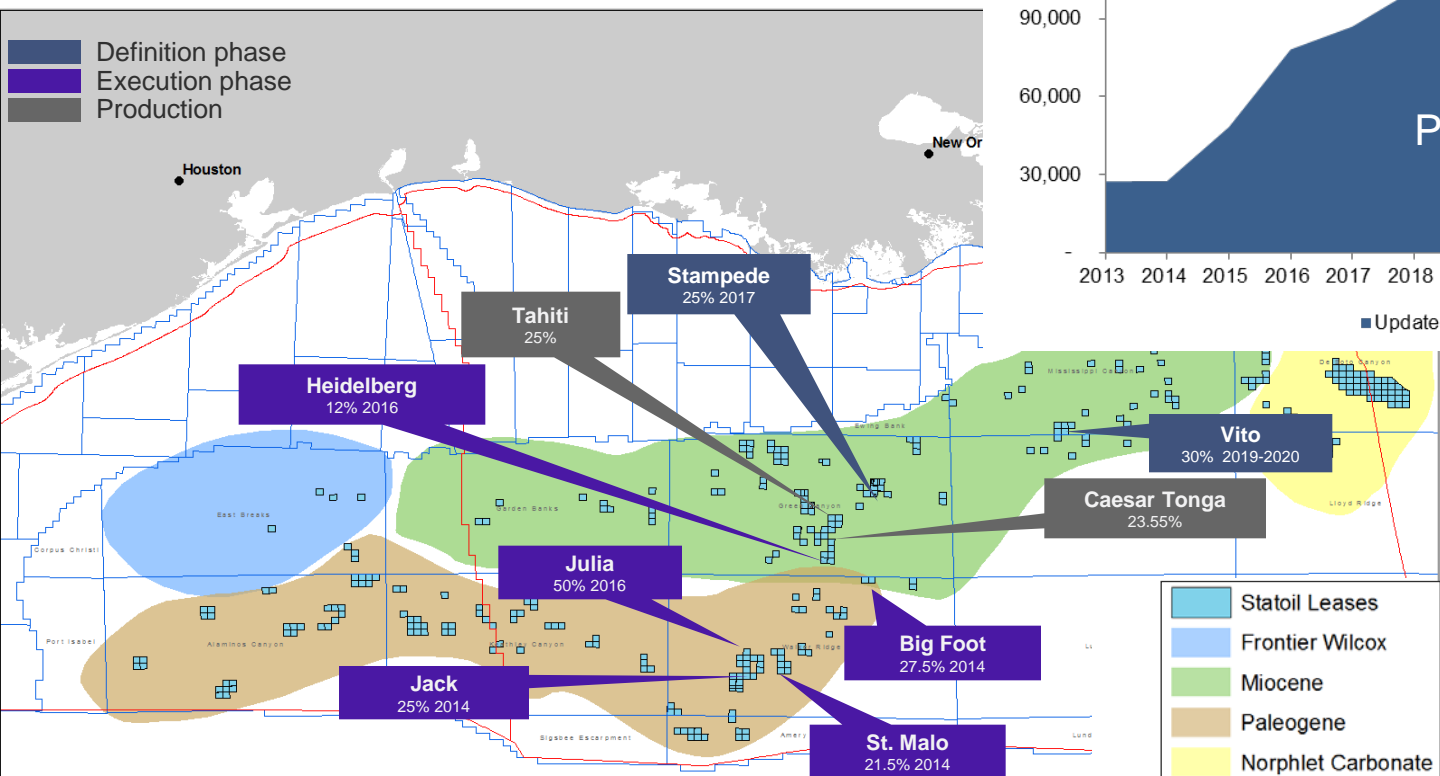 Definition phase
Execution phase
Production
Houston
New Or
90,000
60,000
30,000
-
2013 2014 2015 2016 2017 2018
P
Update
Stampede
25% 2017
Tahiti
25%
Heidelberg
12% 2016
Mississippi Canyon
Ewing Bank
Vito
30% 2019-2020
Lloyd Ridge
Caesar Tonga
23.55%
East Breaks
Garden Banks
Green Canyon
Corpus Christi
Julia
50% 2016
Port Isabel
Alaminos Canyon
Big Foot
27.5% 2014
Jack
25% 2014
Sigsbee Escarpment
Amery
Lund
St. Malo
21.5% 2014
Statoil Leases
Frontier Wilcox
Miocene
Paleogene
Norphlet Carbonate